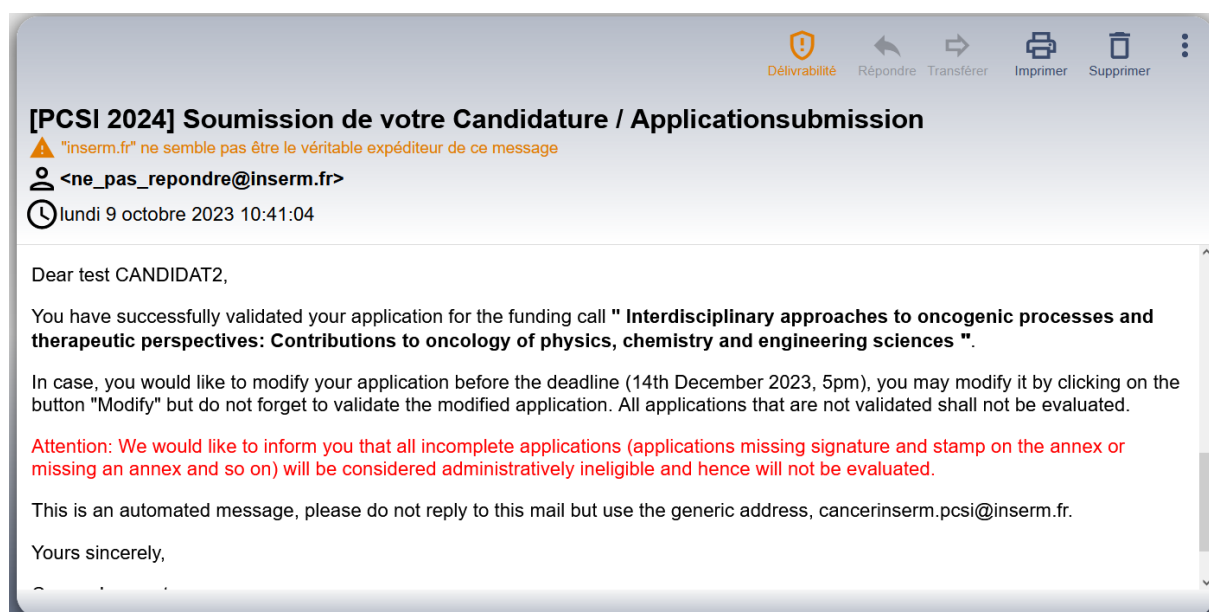 Délivrabilité Répondre Transférer Imprimer Supprimer
[PCSI 2024] Soumission de votre Candidature / Applicationsubmission
"inserm.fr" ne semble pas être le véritable expéditeur de ce message
<ne_pas_repondre@inserm.fr>
lundi 9 octobre 2023 10:41:04
Dear test CANDIDAT2,
You have successfully validated your application for the funding call " Interdisciplinary approaches to oncogenic processes and
therapeutic perspectives: Contributions to oncology of physics, chemistry and engineering sciences ".
In case, you would like to modify your application before the deadline (14th December 2023, 5pm), you may modify it by clicking on the
button "Modify" but do not forget to validate the modified application. All applications that are not validated shall not be evaluated.
Attention: We would like to inform you that all incomplete applications (applications missing signature and stamp on the annex or
missing an annex and so on) will be considered administratively ineligible and hence will not be evaluated.
This is an automated message, please do not reply to this mail but use the generic address, cancerinserm.pcsi@inserm.fr.
Yours sincerely,